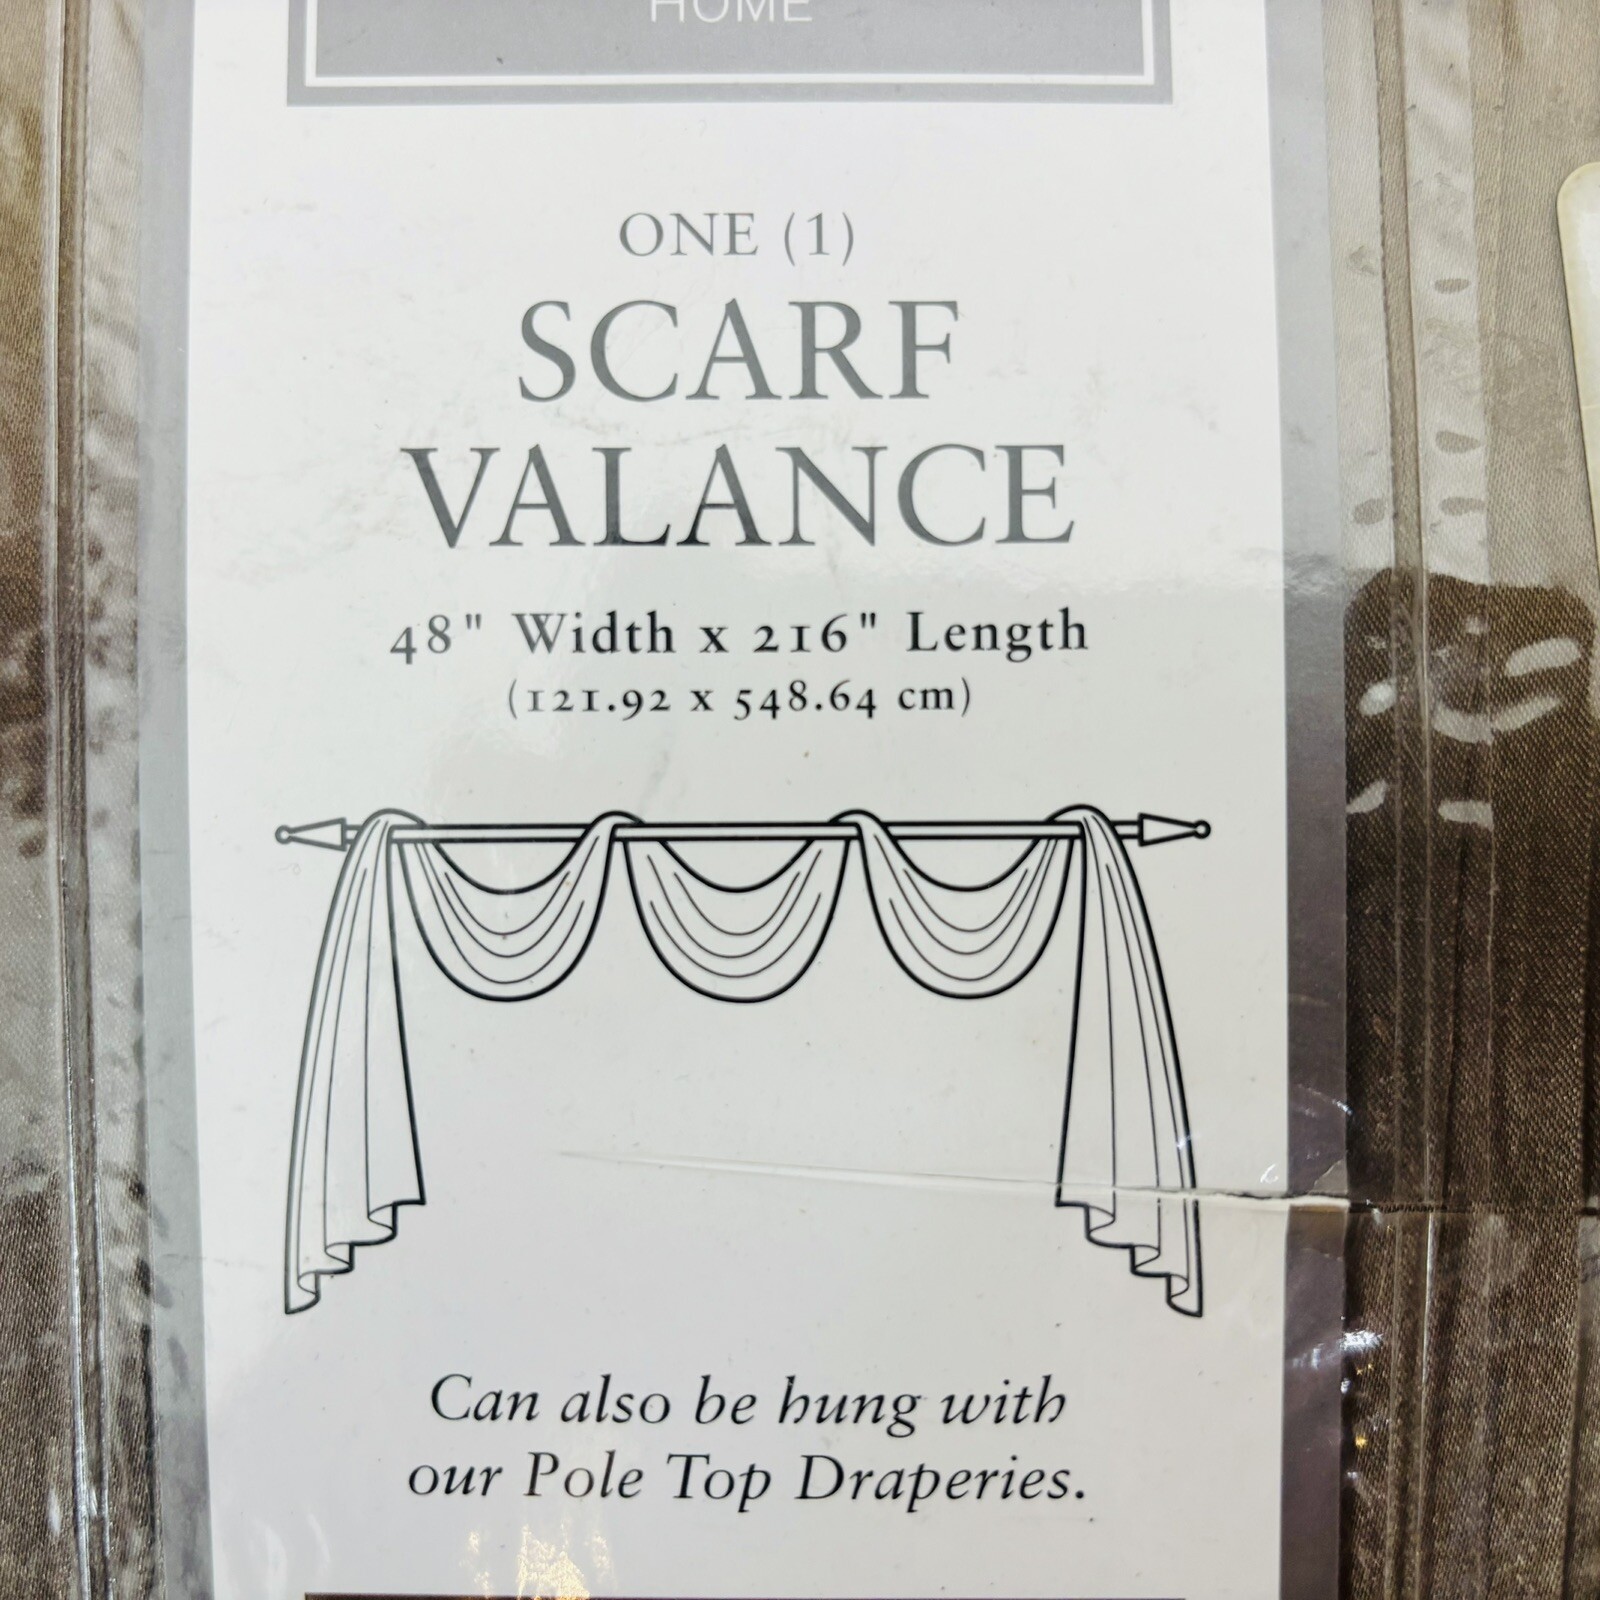 HOME
ONE (1)
SCARF
VALANCE
48" Width x 216" Length
(121.92 x 548.64 cm)
Can also be hung with
our Pole Top Draperies.